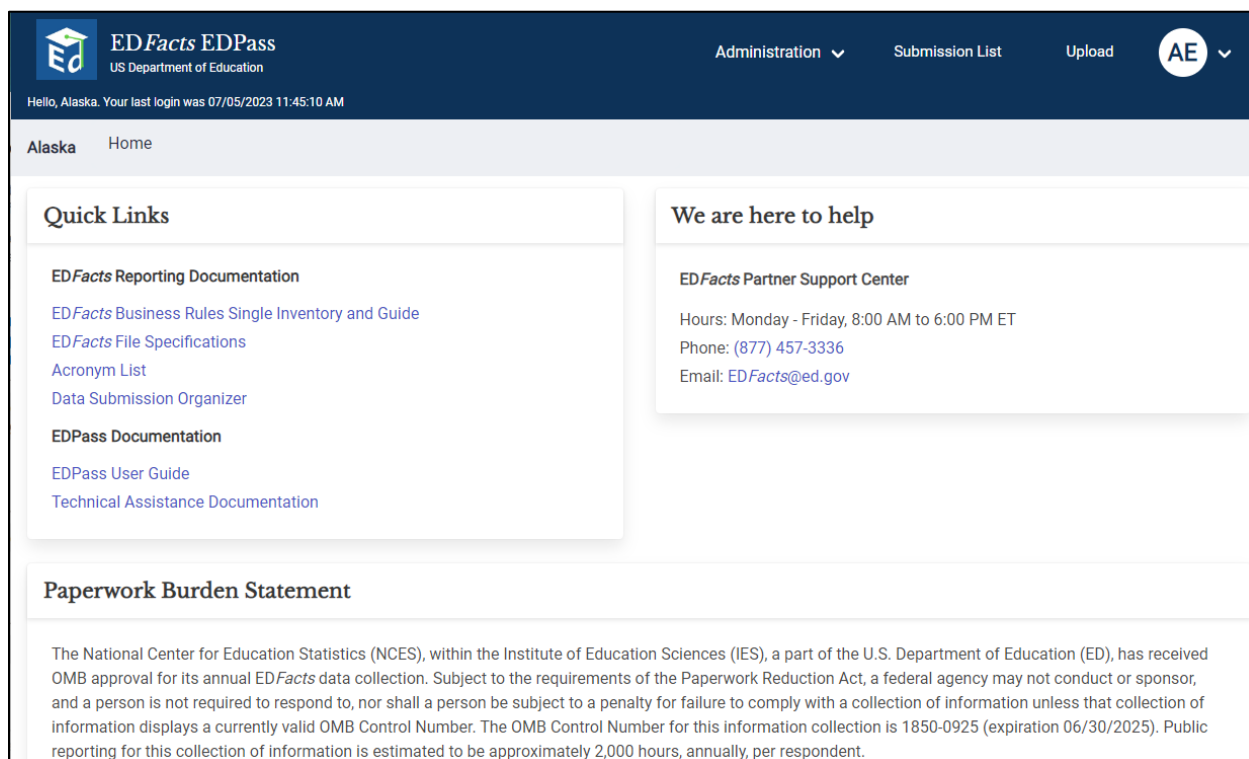 Ed
EDFacts EDPass
US Department of Education
Administration
Submission List
Upload
AE
Hello, Alaska. Your last login was 07/05/2023 11:45:10 AM
Alaska
Home
Quick Links
EDFacts Reporting Documentation
EDFacts Business Rules Single Inventory and Guide
EDFacts File Specifications
Acronym List
Data Submission Organizer
EDPass Documentation
EDPass User Guide
Technical Assistance Documentation
We are here to help
EDFacts Partner Support Center
Hours: Monday - Friday, 8:00 AM to 6:00 PM ET
Phone: (877) 457-3336
Email: EDFacts@ed.gov
Paperwork Burden Statement
The National Center for Education Statistics (NCES), within the Institute of Education Sciences (IES), a part of the U.S. Department of Education (ED), has received
OMB approval for its annual EDFacts data collection. Subject to the requirements of the Paperwork Reduction Act, a federal agency may not conduct or sponsor,
and a person is not required to respond to, nor shall a person be subject to a penalty for failure to comply with a collection of information unless that collection of
information displays a currently valid OMB Control Number. The OMB Control Number for this information collection is 1850-0925 (expiration 06/30/2025). Public
reporting for this collection of information is estimated to be approximately 2,000 hours, annually, per respondent.